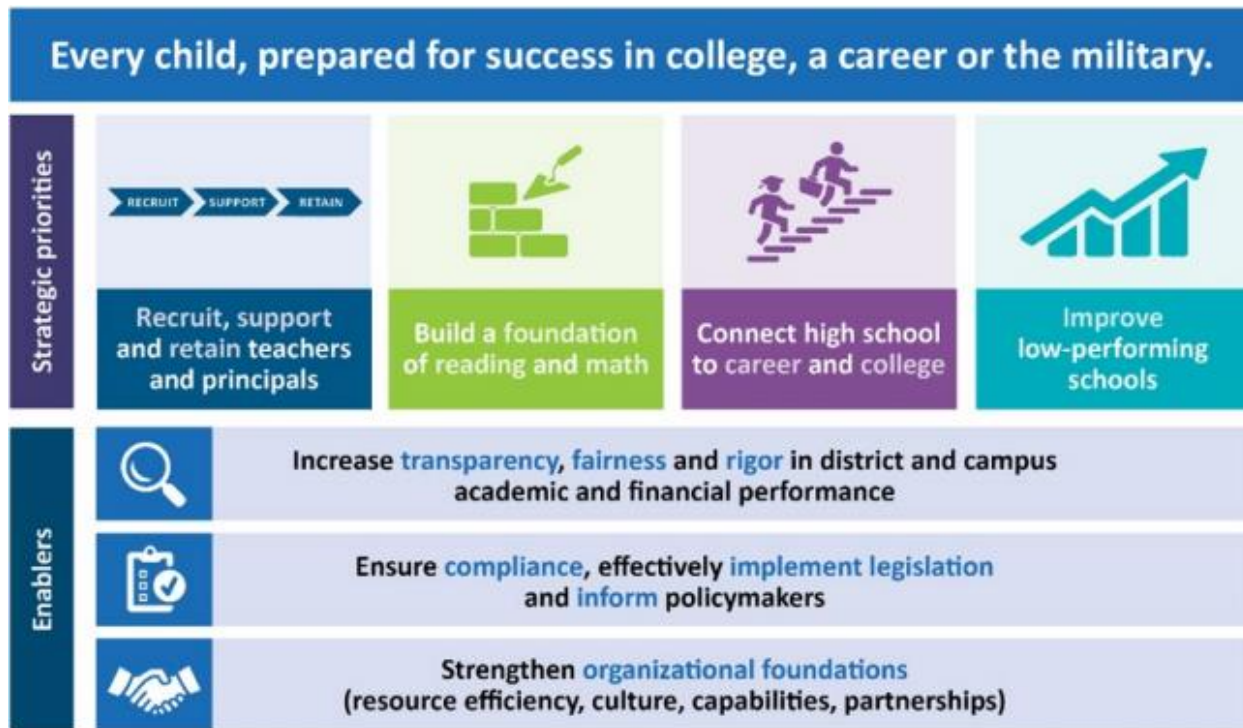 Every child, prepared for success in college, a career or the military.
Strategic priorities
RECRUIT SUPPORT RETAIN
Recruit, support
and retain teachers
and principals
Build a foundation
of reading and math
Connect high school
to career and college
Improve
low-performing
schools
Enablers
Increase transparency, fairness and rigor in district and campus
academic and financial performance
Ensure compliance, effectively implement legislation
and inform policymakers
Strengthen organizational foundations
(resource efficiency, culture, capabilities, partnerships)